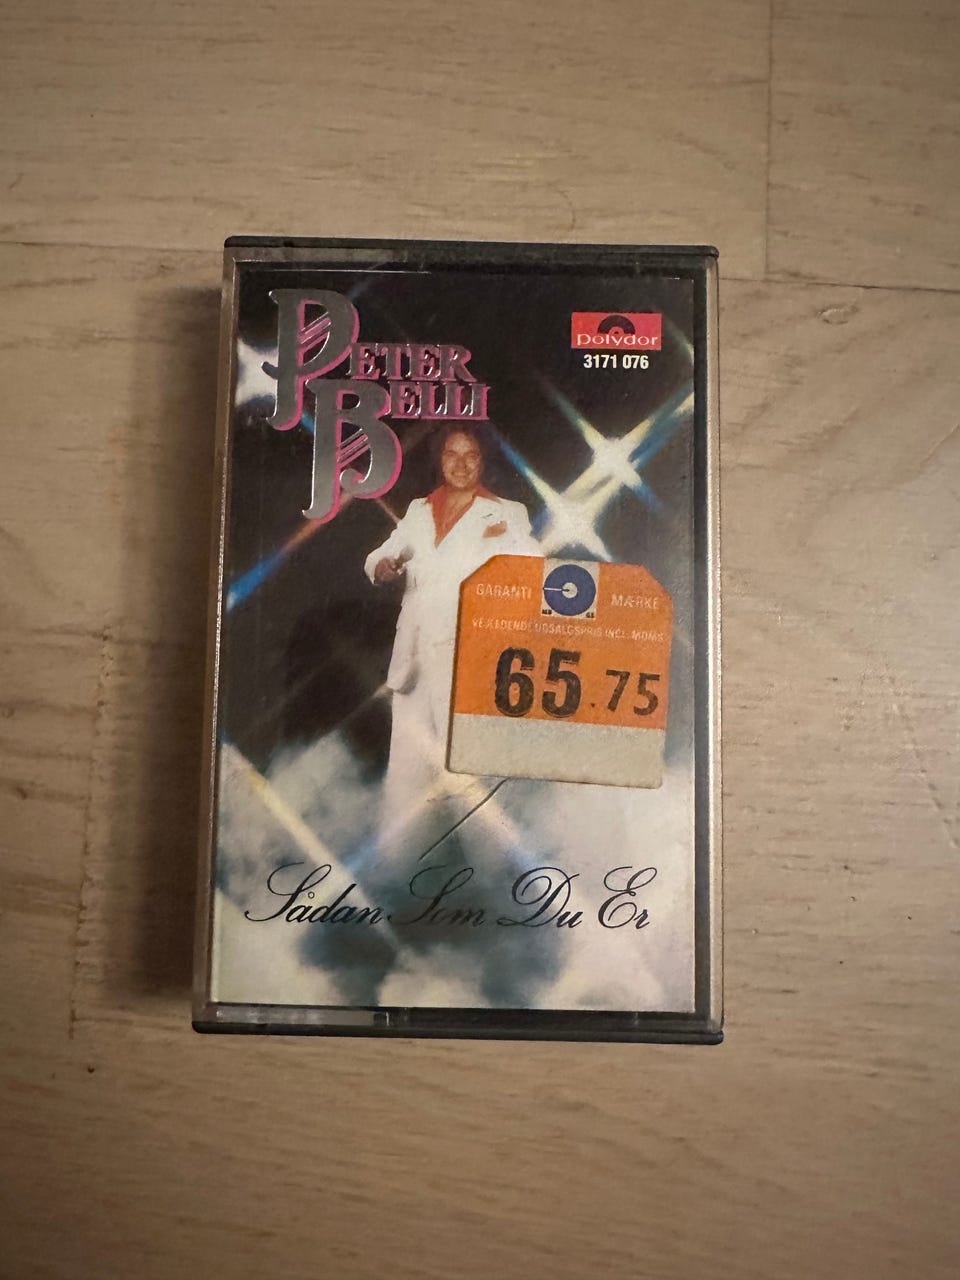 PETER
BELLI
polydor
3171 076
GARANTI MÆRKE
VEJLEDENDE UDSALGSPRIS INCL. MOMS
65.75
Sådan Som Du Er